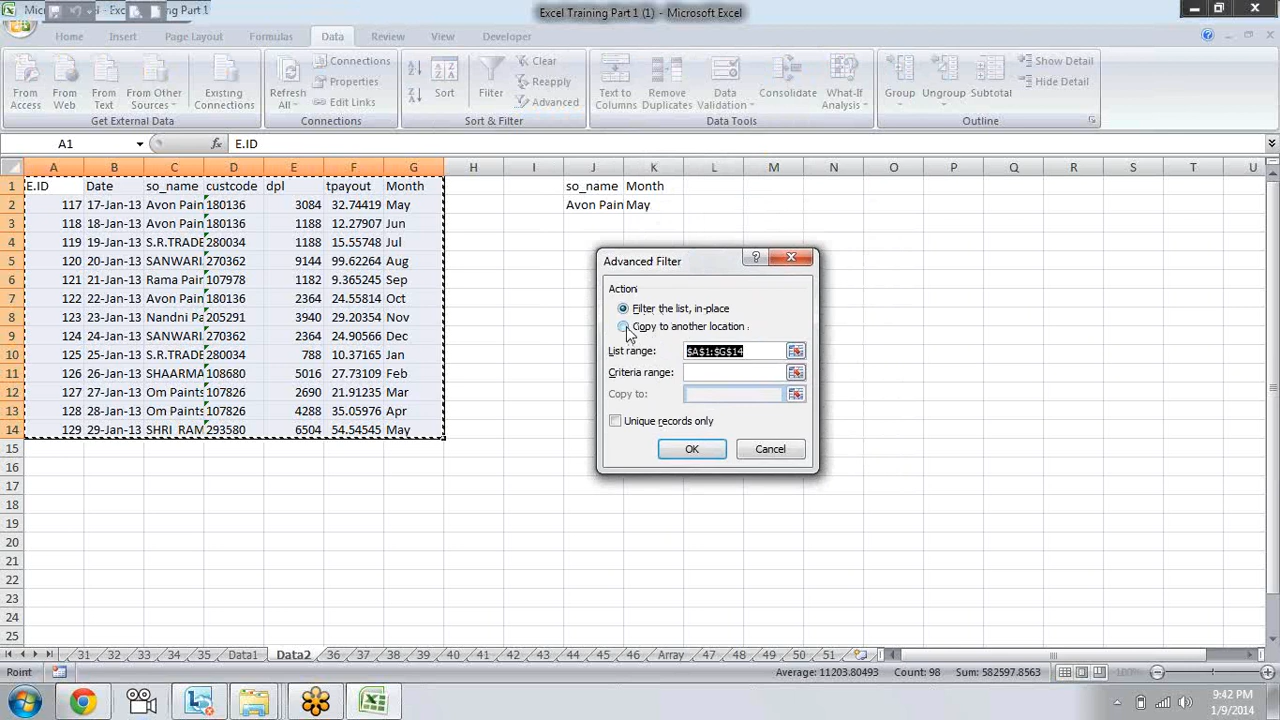 Excel Training Part 1 (1) - Microsoft Excel
Home Insert Page Layout Formulas Data Review View Developer
From Access
From Web
From Text
From Other Sources
Existing Connections
Get External Data
Refresh All
Connections
Properties
Edit Links
Connections
Sort
Filter
Clear
Reapply
Advanced
Sort & Filter
Text to Columns
Remove Duplicates
Data Validation
Consolidate
What-If Analysis
Data Tools
Group
Ungroup
Subtotal
Show Detail
Hide Detail
Outline
A1 fx E.ID
A B C D E F G H I J K L M N O P Q R S T U
1 E.ID Date so_name custcode dpl tpayout Month so_name Month
2 117 17-Jan-13 Avon Pain 180136 3084 32.74419 May Avon Pain May
3 118 18-Jan-13 Avon Pain 180136 1188 12.27907 Jun
4 119 19-Jan-13 S.R.TRADE 280034 1188 15.55748 Jul
5 120 20-Jan-13 SANWARI 270362 9144 99.62264 Aug
6 121 21-Jan-13 Rama Pain 107978 1182 9.365245 Sep
7 122 22-Jan-13 Avon Pain 180136 2364 24.55814 Oct
8 123 23-Jan-13 Nandni Pa 205291 3940 29.20354 Nov
9 124 24-Jan-13 SANWARI 270362 2364 24.90566 Dec
10 125 25-Jan-13 S.R.TRADE 280034 788 10.37165 Jan
11 126 26-Jan-13 SHAARMA 108680 5016 27.73109 Feb
12 127 27-Jan-13 Om Paints 107826 2690 21.91235 Mar
13 128 28-Jan-13 Om Paints 107826 4288 35.05976 Apr
14 129 29-Jan-13 SHRI RAM 293580 6504 54.54545 May
15
16
17
18
19
20
21
22
23
24
25
Advanced Filter
Action
Filter the list, in-place
Copy to another location
List range: $A$1:$G$14
Criteria range:
Copy to:
Unique records only
OK Cancel
31 32 33 34 35 Data1 Data2 36 37 38 39 40 41 42 43 44 45 46 Array 47 48 49 50 51
Point Average: 11203.80493 Count: 98 Sum: 582597.8563 100%
9:42 PM
1/9/2014